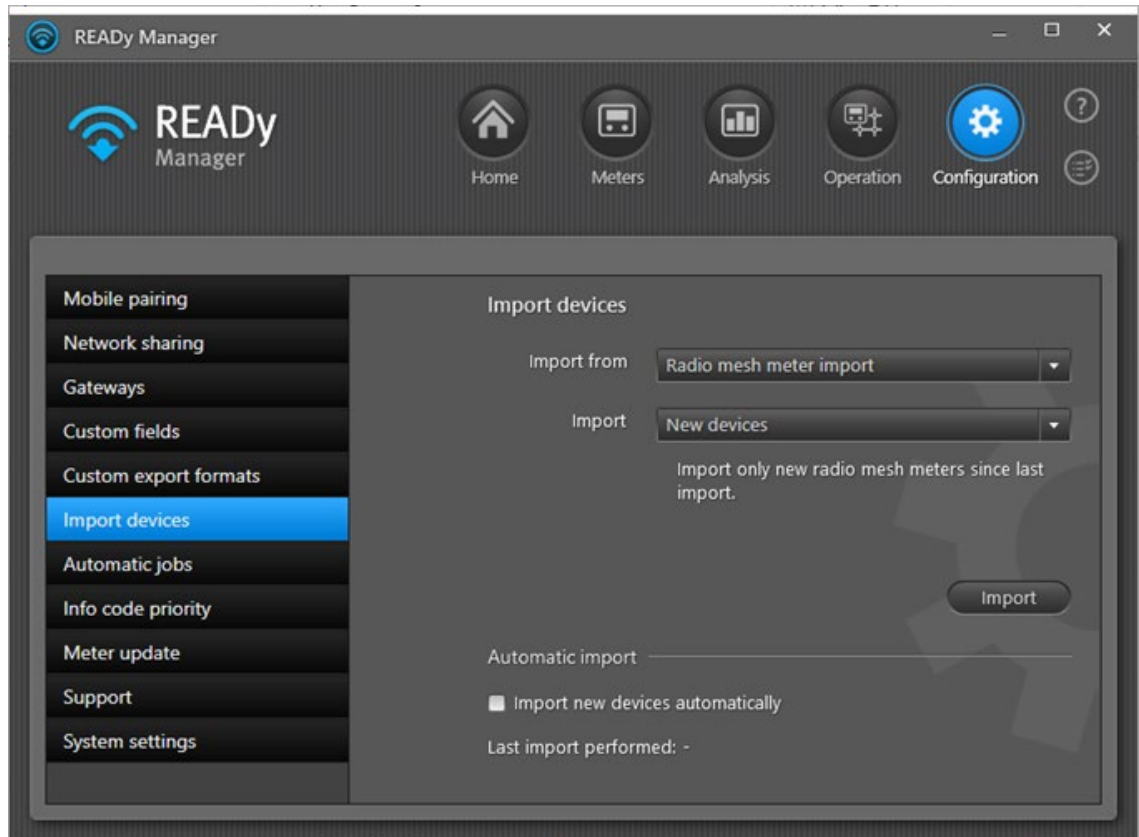 READy Manager
READy
Manager
Home
Meters
Analysis
Operation
Configuration
?
Mobile pairing
Network sharing
Gateways
Custom fields
Custom export formats
Import devices
Automatic jobs
Info code priority
Meter update
Support
System settings
Import devices
Import from
Radio mesh meter import
Import
New devices
Import only new radio mesh meters since last
import.
Import
Automatic import
Import new devices automatically
Last import performed: -